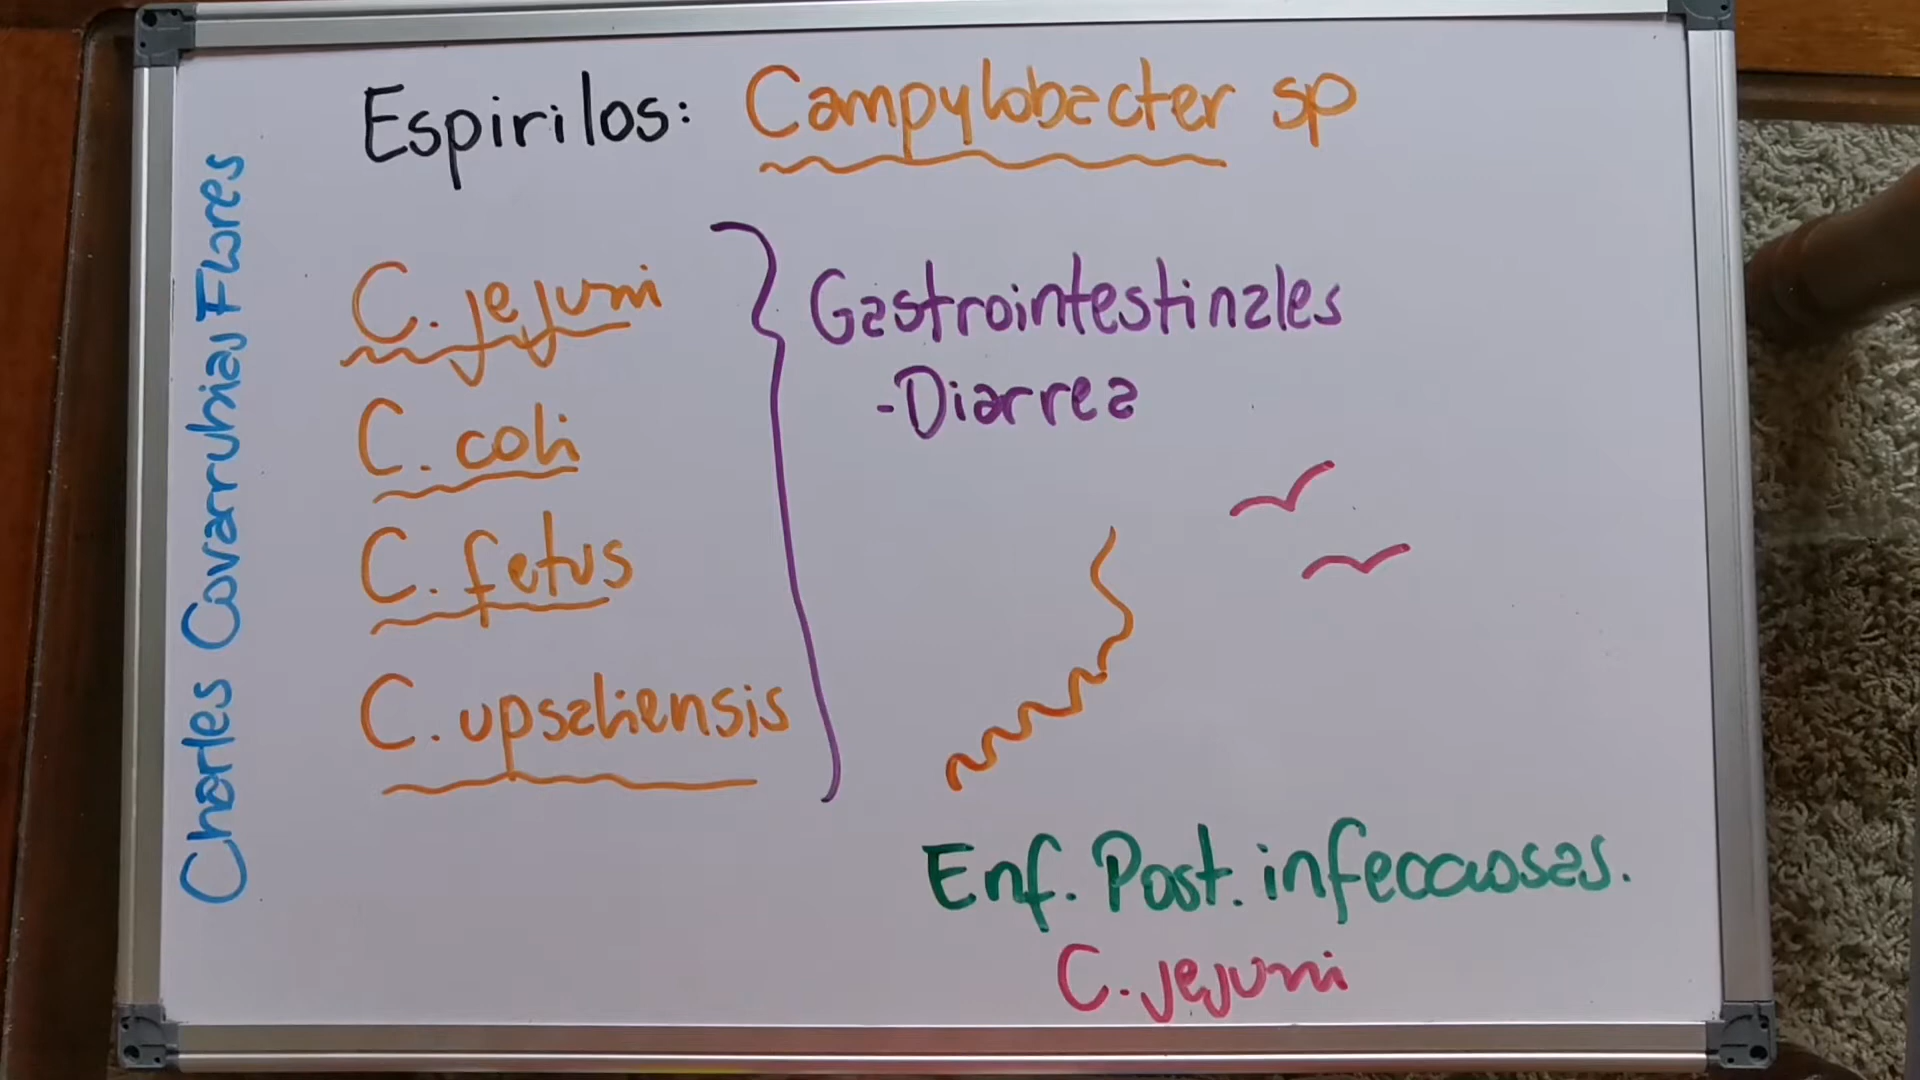 Espirilos: Campylobacter sp
C. jejuni
C. coli
C. fetus
C. upsaliensis
Gastrointestinales
-Diarrea
Enf. Post. infecciosas.
C. jejuni
Charles Covarrubias Flores